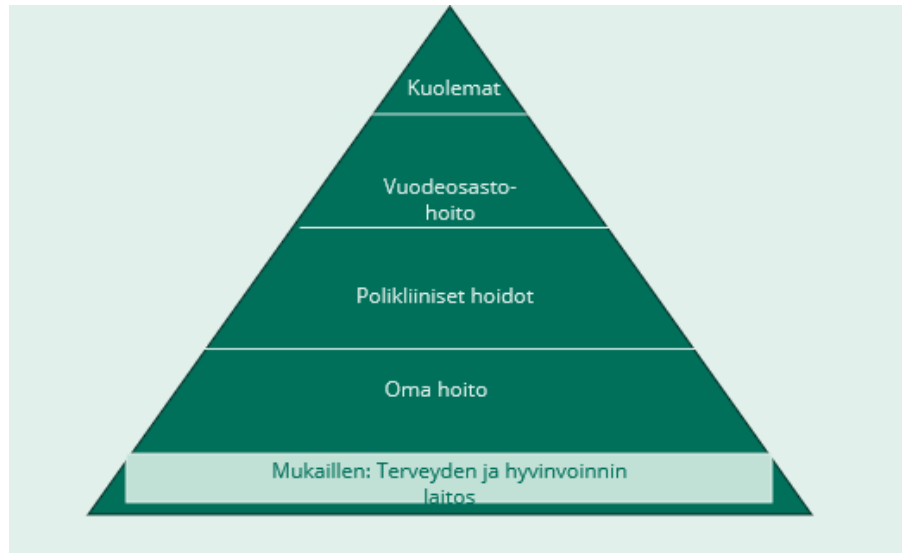 Kuolemat
Vuodeosasto-
hoito
Polikliiniset hoidot
Oma hoito
Mukaillen: Terveyden ja hyvinvoinnin
laitos